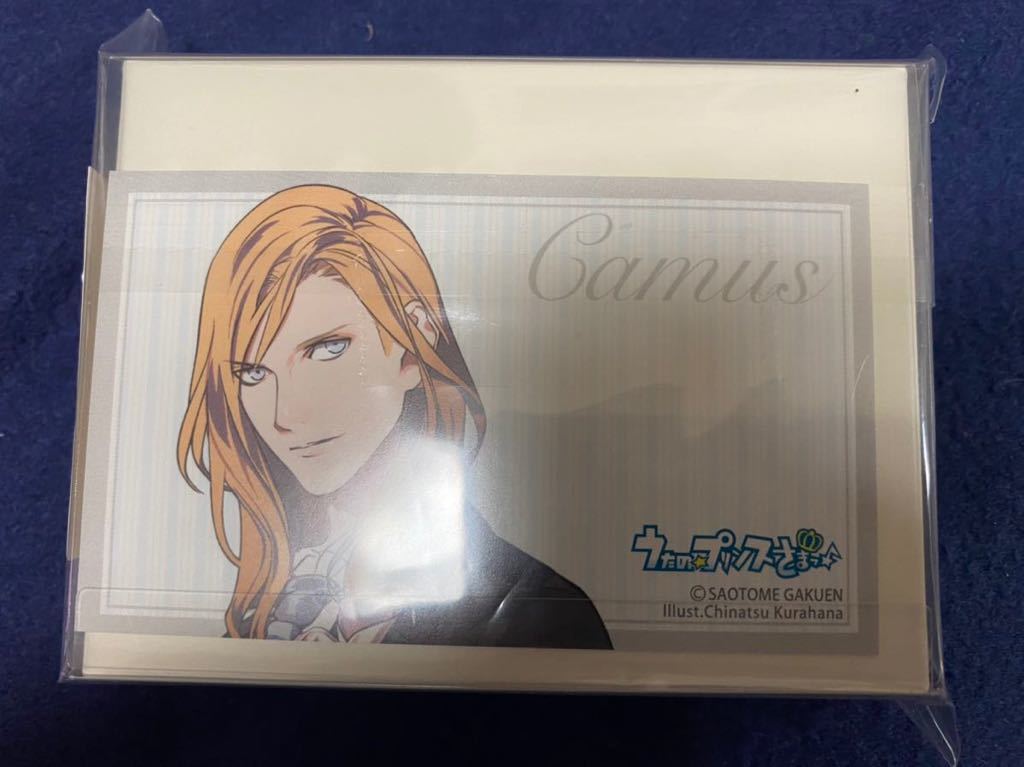 Camus
うたの☆プリンスさまっ♪
© SAOTOME GAKUEN
Illust.Chinatsu Kurahana